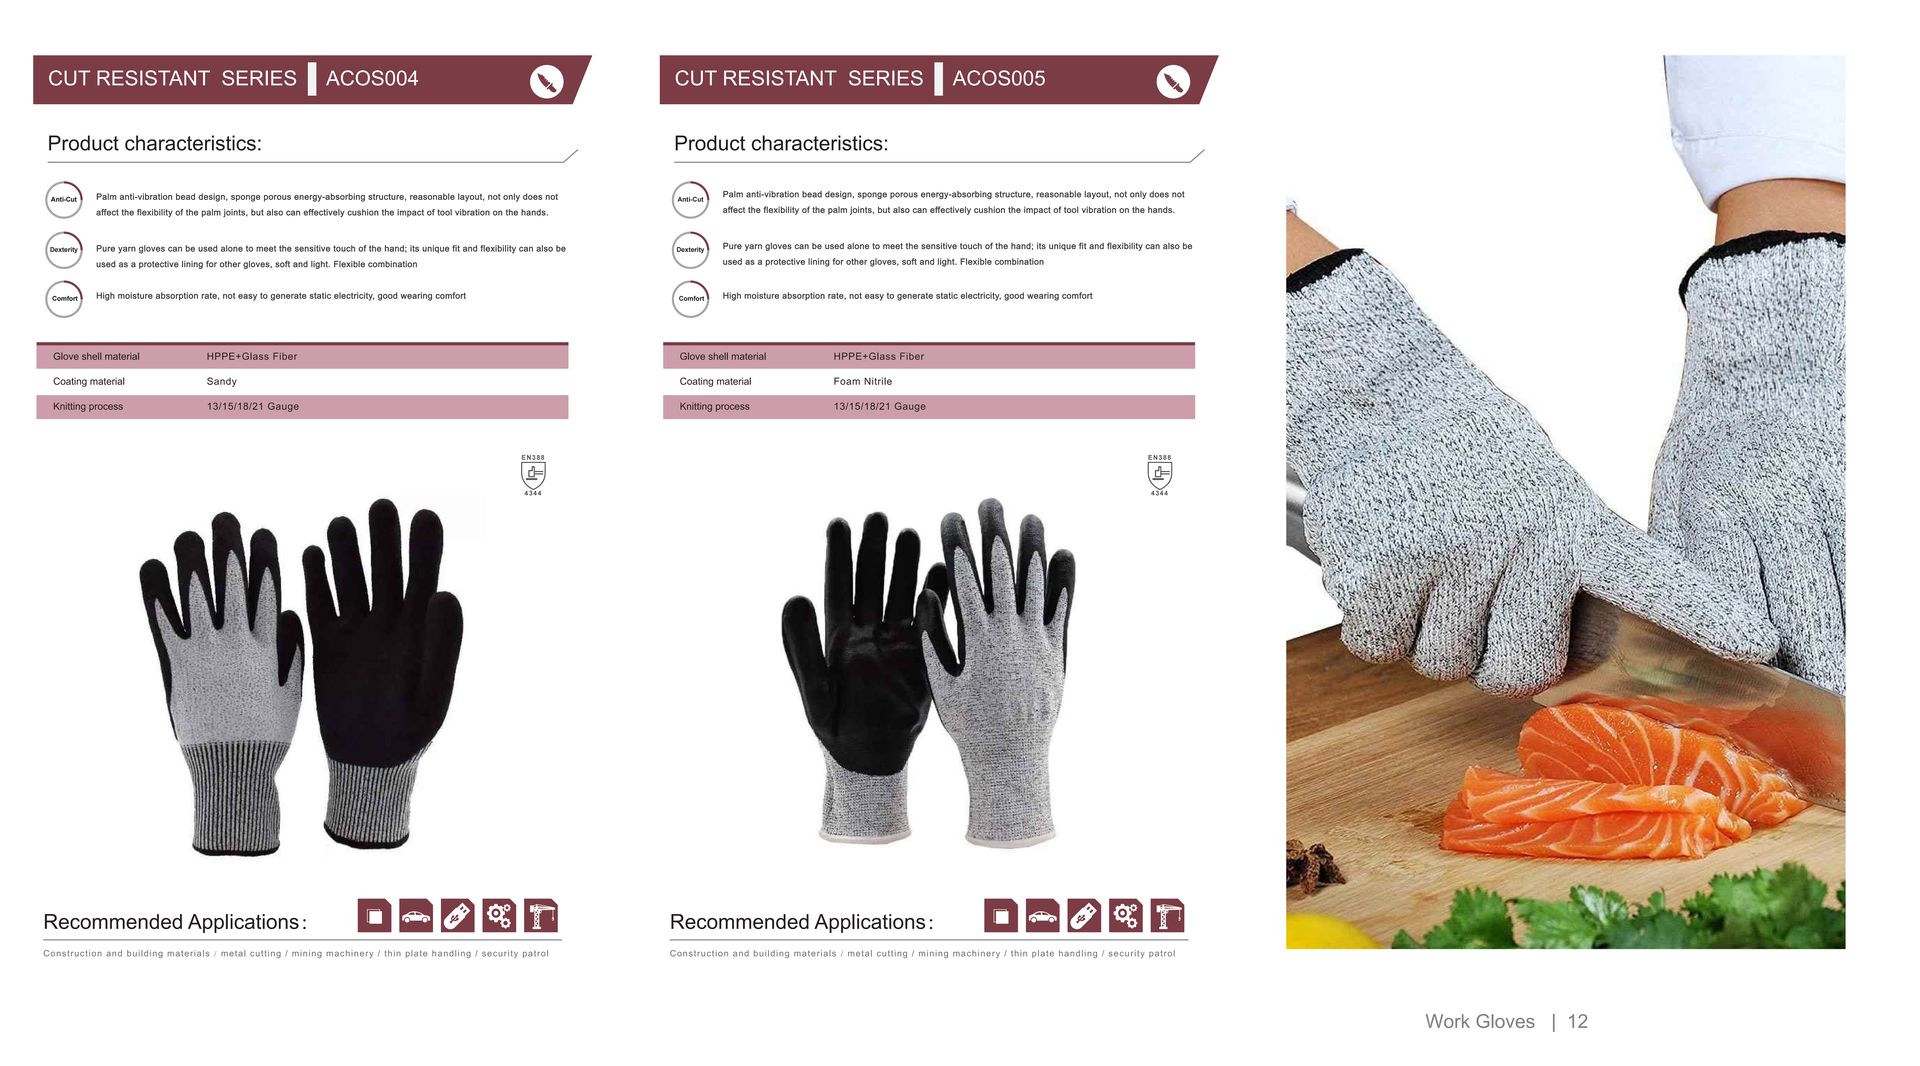 CUT RESISTANT SERIES ACOS004
Product characteristics:
Anti-Cut
Palm anti-vibration bead design, sponge porous energy-absorbing structure, reasonable layout, not only does not
affect the flexibility of the palm joints, but also can effectively cushion the impact of tool vibration on the hands.
Dexterity
Pure yarn gloves can be used alone to meet the sensitive touch of the hand; its unique fit and flexibility can also be
used as a protective lining for other gloves, soft and light. Flexible combination
Comfort
High moisture absorption rate, not easy to generate static electricity, good wearing comfort
Glove shell material HPPE+Glass Fiber
Coating material Sandy
Knitting process 13/15/18/21 Gauge
EN388
4344
Recommended Applications:
Construction and building materials / metal cutting / mining machinery / thin plate handling / security patrol
CUT RESISTANT SERIES ACOS005
Product characteristics:
Anti-Cut
Palm anti-vibration bead design, sponge porous energy-absorbing structure, reasonable layout, not only does not
affect the flexibility of the palm joints, but also can effectively cushion the impact of tool vibration on the hands.
Dexterity
Pure yarn gloves can be used alone to meet the sensitive touch of the hand; its unique fit and flexibility can also be
used as a protective lining for other gloves, soft and light. Flexible combination
Comfort
High moisture absorption rate, not easy to generate static electricity, good wearing comfort
Glove shell material HPPE+Glass Fiber
Coating material Foam Nitrile
Knitting process 13/15/18/21 Gauge
EN388
4344
Recommended Applications:
Construction and building materials / metal cutting / mining machinery / thin plate handling / security patrol
Work Gloves | 12